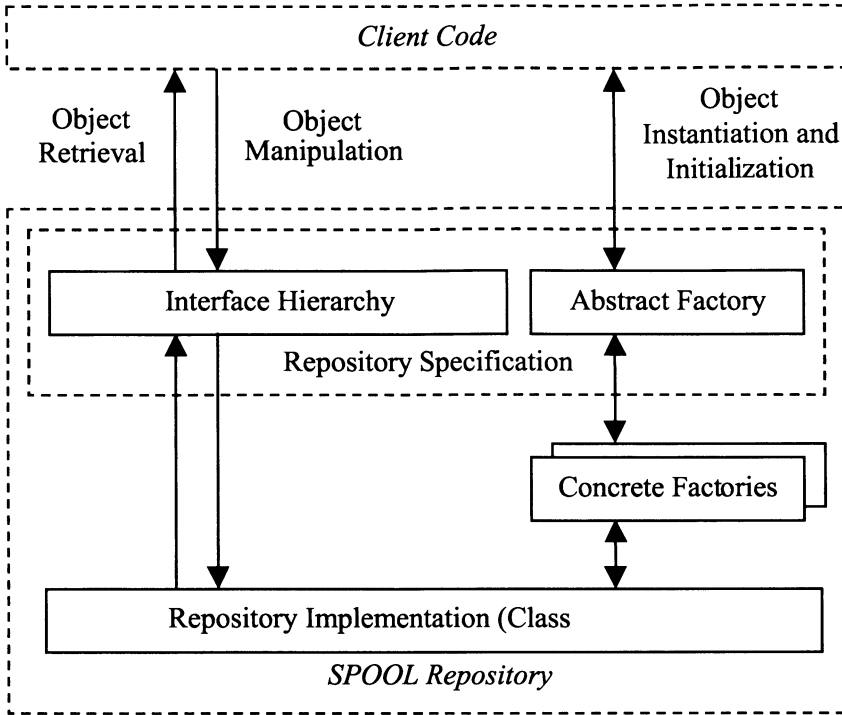 Client Code
Object
Retrieval
Object
Manipulation
Object
Instantiation and
Initialization
Interface Hierarchy
Abstract Factory
Repository Specification
Concrete Factories
Repository Implementation (Class
SPOOL Repository